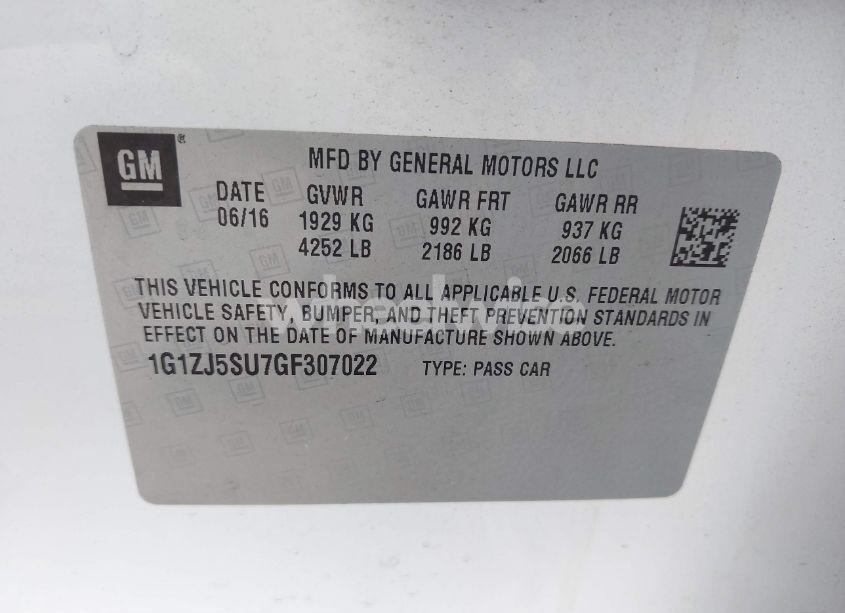 GM ®
MFD BY GENERAL MOTORS LLC
DATE GVWR GAWR FRT GAWR RR
06/16 1929 KG 992 KG 937 KG
4252 LB 2186 LB 2066 LB
THIS VEHICLE CONFORMS TO ALL APPLICABLE U.S. FEDERAL MOTOR
VEHICLE SAFETY, BUMPER, AND THEFT PREVENTION STANDARDS IN
EFFECT ON THE DATE OF MANUFACTURE SHOWN ABOVE.
1G1ZJ5SU7GF307022 TYPE: PASS CAR